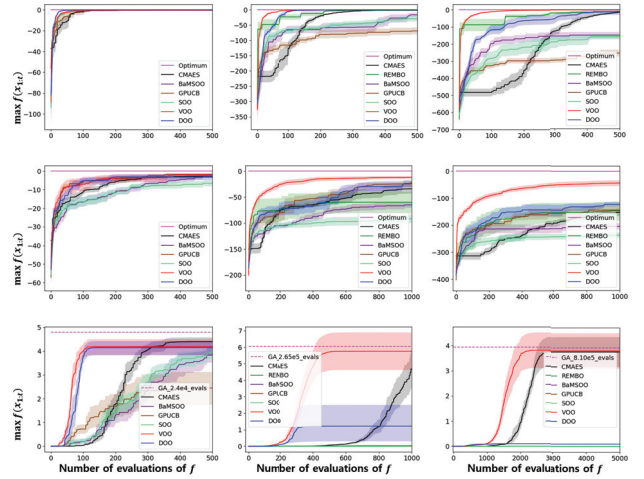 max f(x1:t)
0
−20
−40
−60
−80
−100
0 100 200 300 400 500
Optimum
CMAES
BaMSOO
GPUCB
SOO
VOO
DOO
0
−50
−100
−150
−200
−250
−300
−350
0 100 200 300 400 500
Optimum
CMAES
REMBO
BaMSOO
GPUCB
SOO
VOO
DOO
0
−100
−200
−300
−400
−500
−600
−700
0 100 200 300 400 500
Optimum
CMAES
REMBO
BaMSOO
GPUCB
SOO
VOO
DOO
max f(x1:t)
0
−10
−20
−30
−40
−50
−60
0 100 200 300 400 500
Optimum
CMAES
BaMSOO
GPUCB
SOO
VOO
DOO
0
−50
−100
−150
−200
0 200 400 600 800 1000
Optimum
CMAES
REMBO
BaMSOO
GPUCB
SOO
VOO
DOO
0
−100
−200
−300
−400
0 200 400 600 800 1000
Optimum
CMAES
REMBO
BaMSOO
GPUCB
SOO
VOO
DOO
max f(x1:t)
5
4
3
2
1
0
0 100 200 300 400 500
GA_2.4e4_evals
CMAES
BaMSOO
GPUCB
SOO
VOO
DOO
Number of evaluations of f
7
6
5
4
3
2
1
0
0 200 400 600 800 1000
GA_2.65e5_evals
CMAES
REMBO
BaMSOO
GPUCB
SOO
VOO
DOO
Number of evaluations of f
4
3
2
1
0
0 1000 2000 3000 4000 5000
GA_8.10e5_evals
CMAES
REMBO
BaMSOO
GPUCB
SOO
VOO
DOO
Number of evaluations of f